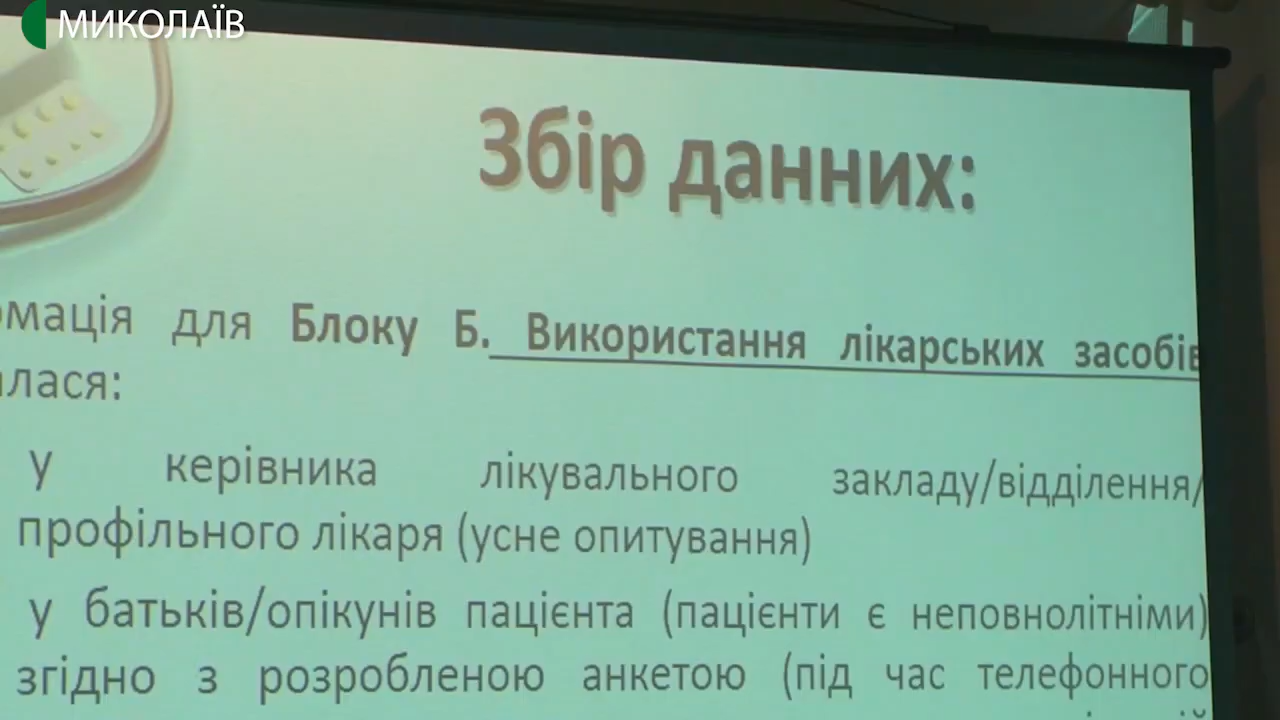 МИКОЛАЇВ
Збір данних:
мація для Блоку Б. Використання лікарських засобів
лася:
у керівника лікувального закладу/відділення/
профільного лікаря (усне опитування)
у батьків/опікунів пацієнта (пацієнти є неповнолітніми)
згідно з розробленою анкетою (під час телефонного